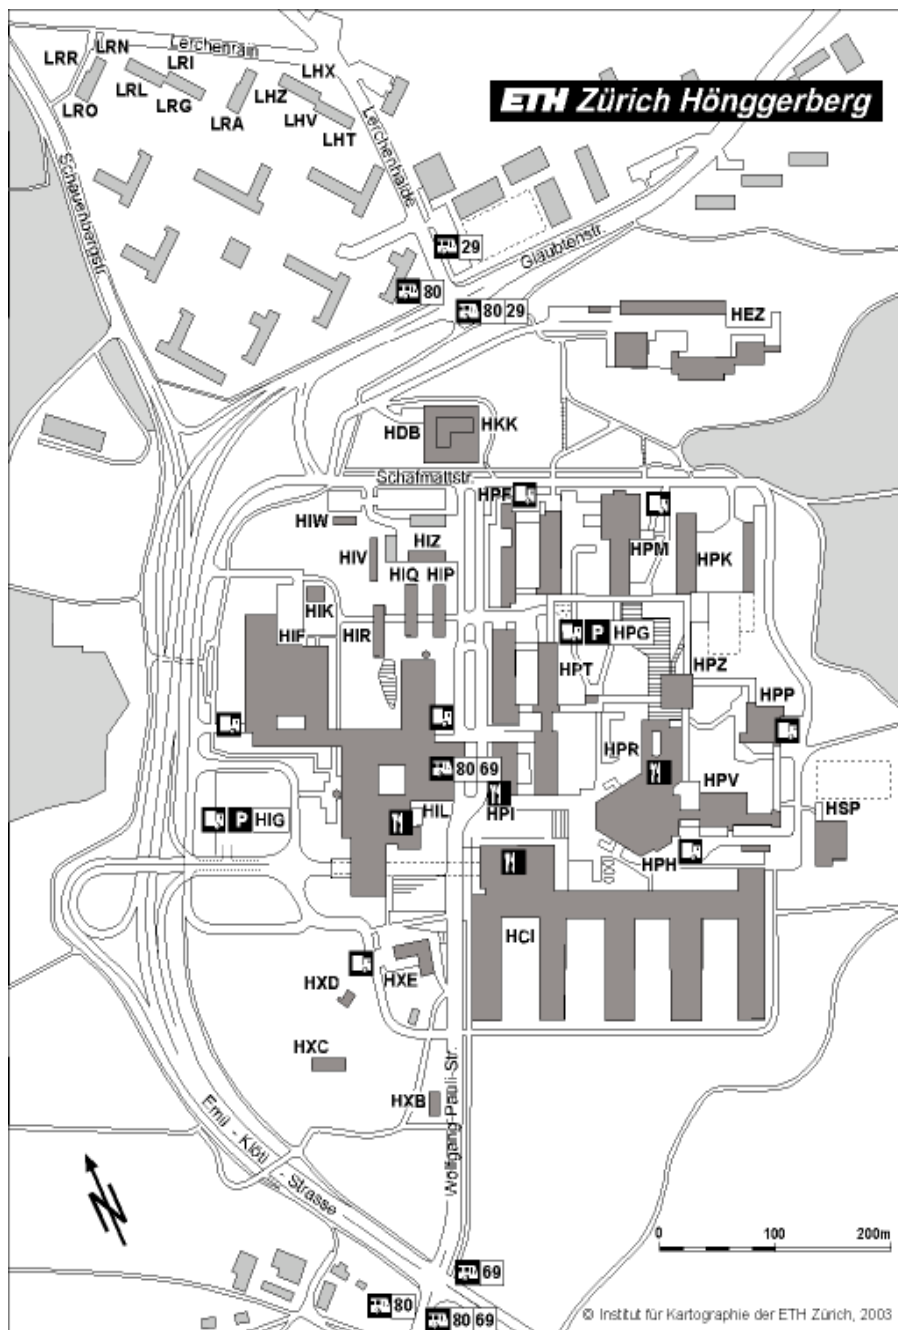 LRN
Lerchenrain
LRR
LRI
LHX
LRL
LHZ
LRO
LRG
LRA
LHV
LHT
ETH Zürich Hönggerberg
Lerchenhalde
Schauenbergstr.
29
Glaubtenstr.
80
80 29
HEZ
HDB
HKK
Schafmattstr.
HPF
HIW
HIZ
HPM
HPK
HIV
HIQ
HIP
HIK
HIF
HIR
P HPG
HPT
HPZ
HPP
HPR
80 69
HPV
HIL
HPI
HSP
P HIG
HPH
HCI
HXE
HXD
HXC
HXB
Wolfgang-Pauli-Str.
Emil - Klöti - Strasse
N
0 100 200m
69
80
80 69
© Institut für Kartographie der ETH Zürich, 2003